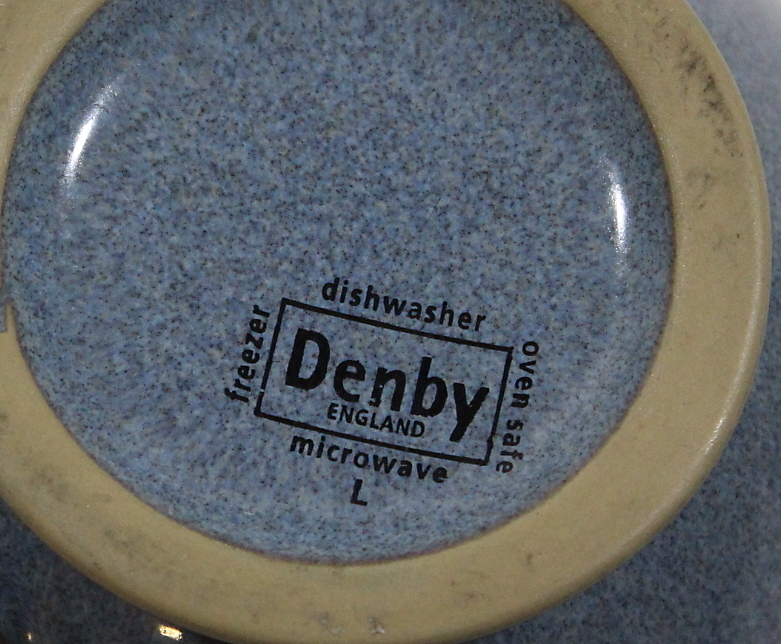 dishwasher
freezer
Denby
ENGLAND
oven safe
microwave
L